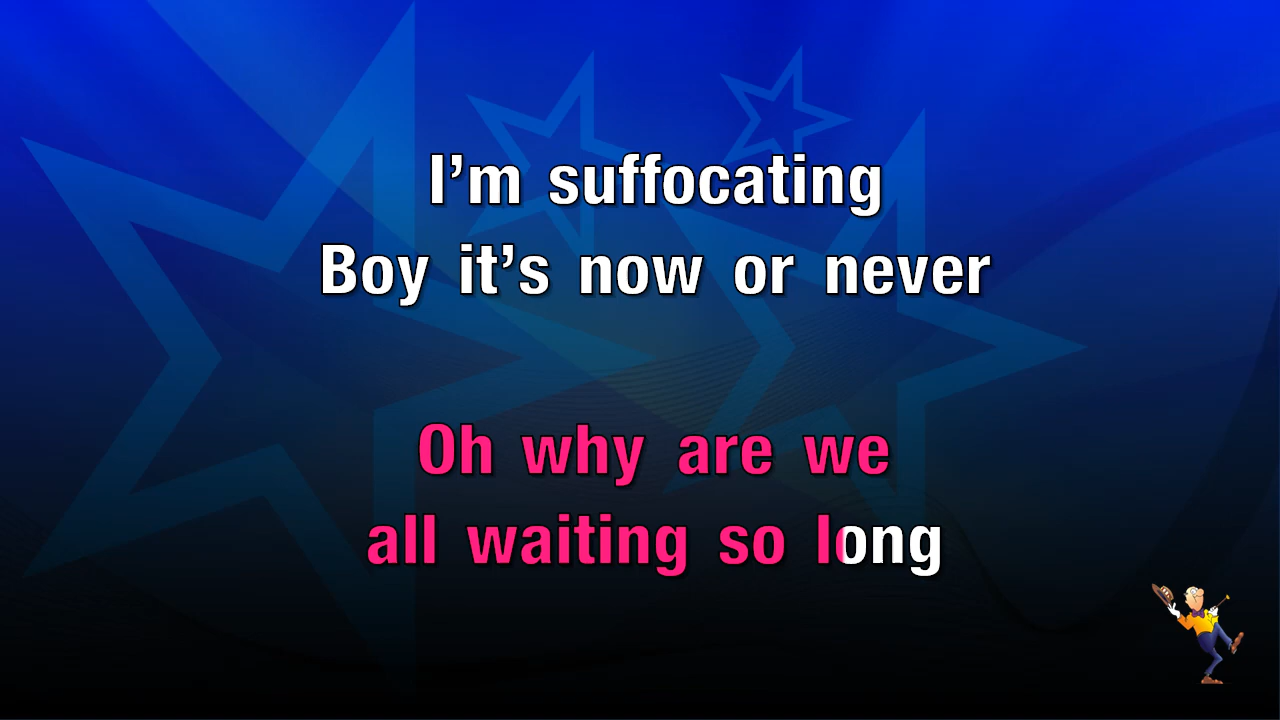 I’m suffocating
Boy it’s now or never
Oh why are we
all waiting so long